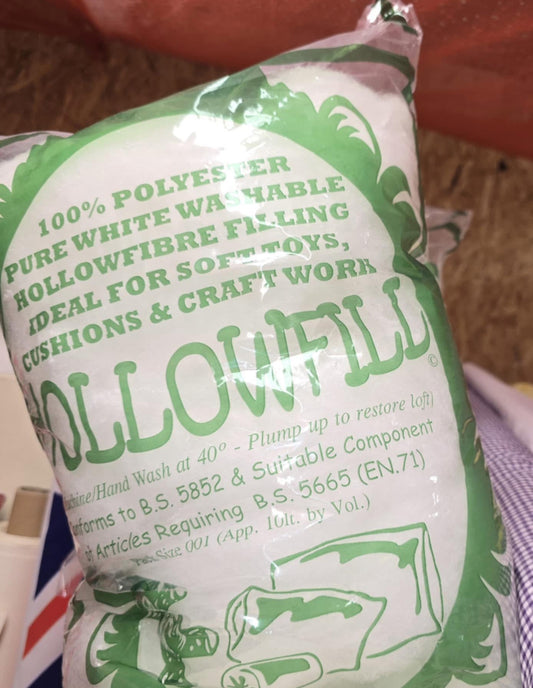 100% POLYESTER
PURE WHITE WASHABLE
HOLLOWFIBRE FILLING
IDEAL FOR SOFT TOYS,
CUSHIONS & CRAFT WORK
HOLLOWFILL ©
Machine/Hand Wash at 40° - Plump up to restore loft)
Conforms to B.S. 5852 & Suitable Component
of Articles Requiring B.S. 5665 (EN.71)
Size 001 (App. 10lt. by Vol.)